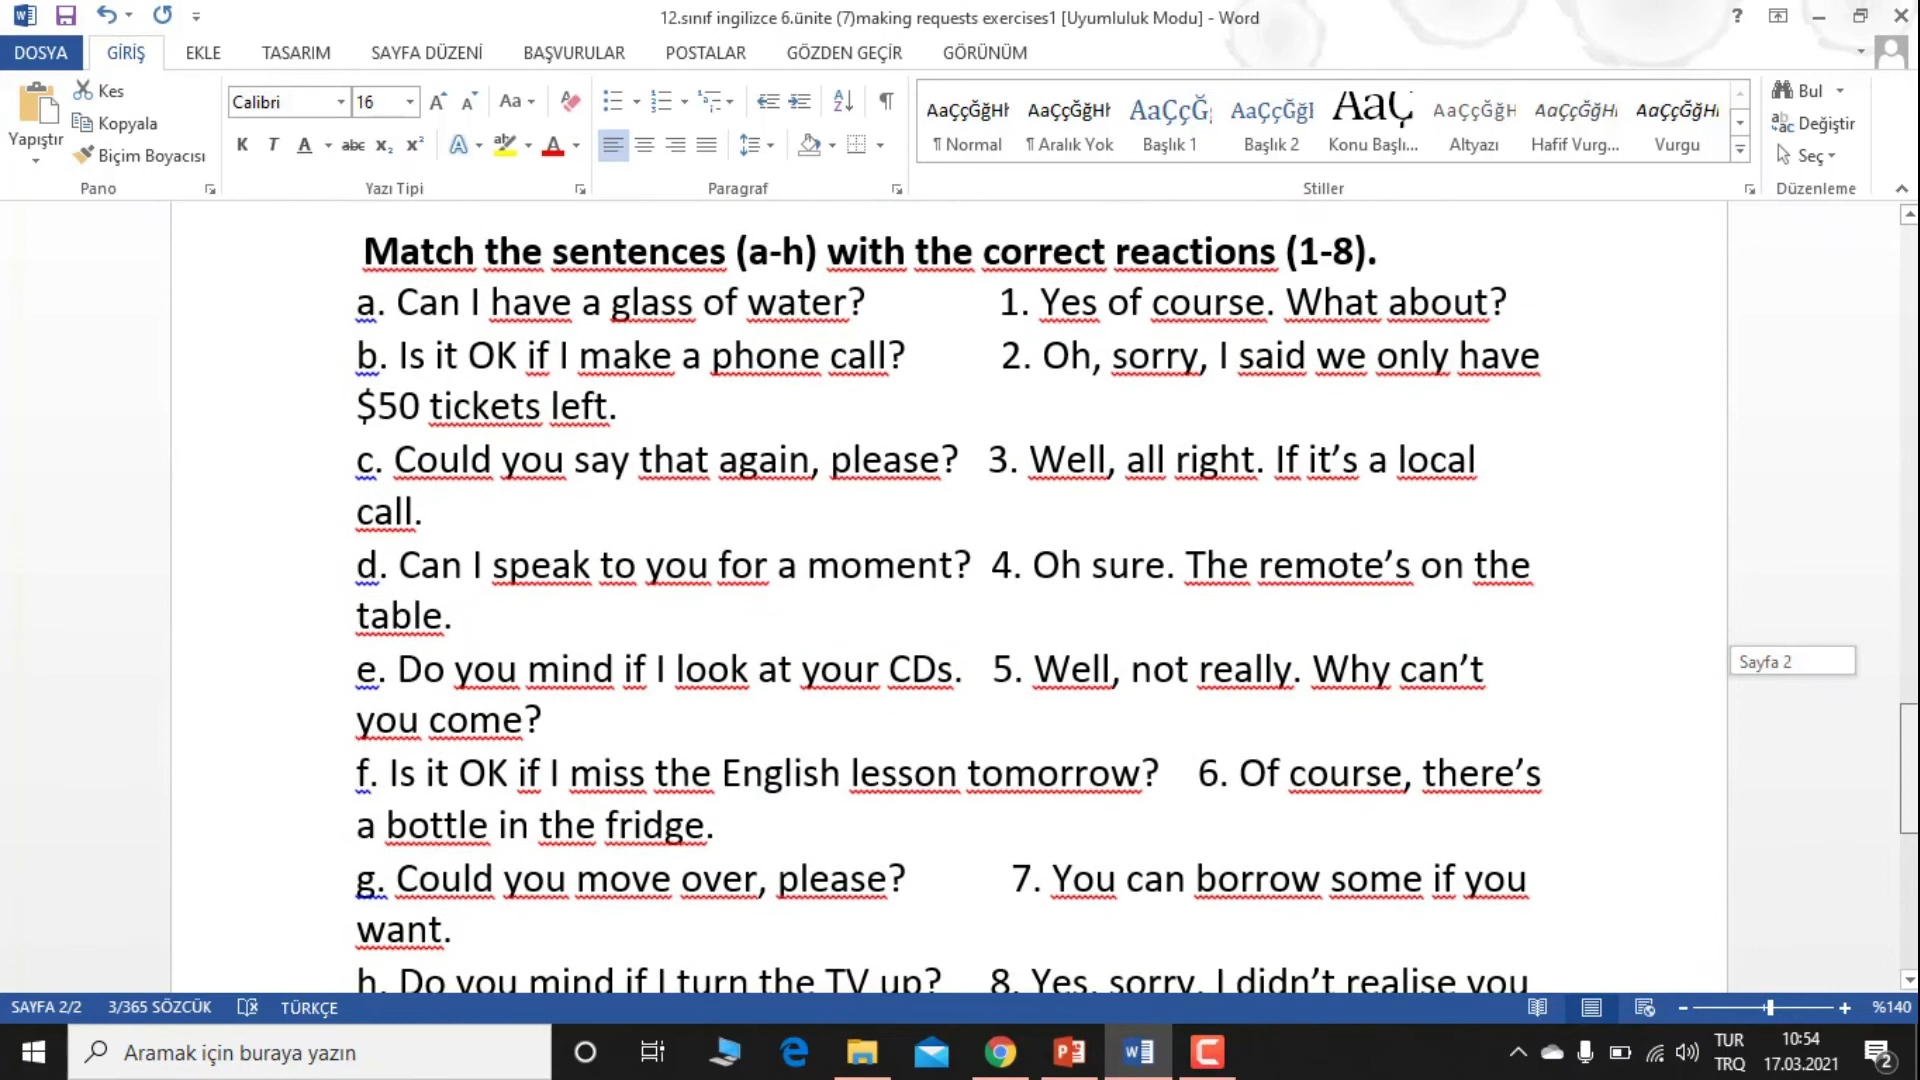 12.sınıf ingilizce 6.ünite (7)making requests exercises1 [Uyumluluk Modu] - Word
DOSYA GİRİŞ EKLE TASARIM SAYFA DÜZENİ BAŞVURULAR POSTALAR GÖZDEN GEÇİR GÖRÜNÜM
Yapıştır
Kes
Kopyala
Biçim Boyacısı
Pano
Calibri 16
Yazı Tipi
Paragraf
AaÇçĞğHł AaÇçĞğHł AaÇçĞ AaÇçĞğl AaÇ AaÇçĞğH AaÇçĞğHı AaÇçĞğHı
¶ Normal ¶ Aralık Yok Başlık 1 Başlık 2 Konu Başlı... Altyazı Hafif Vurg... Vurgu
Stiller
Bul
Değiştir
Seç
Düzenleme
Match the sentences (a-h) with the correct reactions (1-8).
a. Can I have a glass of water? 1. Yes of course. What about?
b. Is it OK if I make a phone call? 2. Oh, sorry, I said we only have
$50 tickets left.
c. Could you say that again, please? 3. Well, all right. If it’s a local
call.
d. Can I speak to you for a moment? 4. Oh sure. The remote’s on the
table.
e. Do you mind if I look at your CDs. 5. Well, not really. Why can’t
you come?
f. Is it OK if I miss the English lesson tomorrow? 6. Of course, there’s
a bottle in the fridge.
g. Could you move over, please? 7. You can borrow some if you
want.
h. Do you mind if I turn the TV up? 8. Yes, sorry, I didn’t realise you
Sayfa 2
SAYFA 2/2 3/365 SÖZCÜK TÜRKÇE %140
Aramak için buraya yazın
TUR 10:54
TRQ 17.03.2021 2